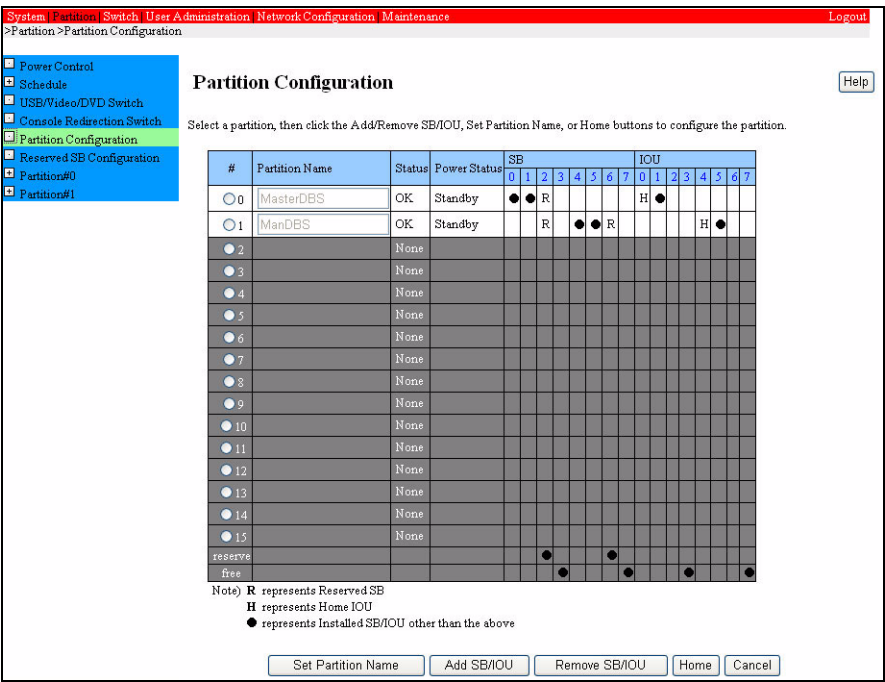 System Partition Switch User Administration Network Configuration Maintenance Logout
>Partition >Partition Configuration
Power Control
Schedule
USB/Video/DVD Switch
Console Redirection Switch
Partition Configuration
Reserved SB Configuration
Partition#0
Partition#1
Partition Configuration
Help
Select a partition, then click the Add/Remove SB/IOU, Set Partition Name, or Home buttons to configure the partition.
# Partition Name Status Power Status SB IOU
0 1 2 3 4 5 6 7 0 1 2 3 4 5 6 7
0 MasterDBS OK Standby ● ● R H ●
1 ManDBS OK Standby R ● ● R H ●
2 None
3 None
4 None
5 None
6 None
7 None
8 None
9 None
10 None
11 None
12 None
13 None
14 None
15 None
reserve ● ●
free ● ● ● ●
Note) R represents Reserved SB
H represents Home IOU
● represents Installed SB/IOU other than the above
Set Partition Name Add SB/IOU Remove SB/IOU Home Cancel